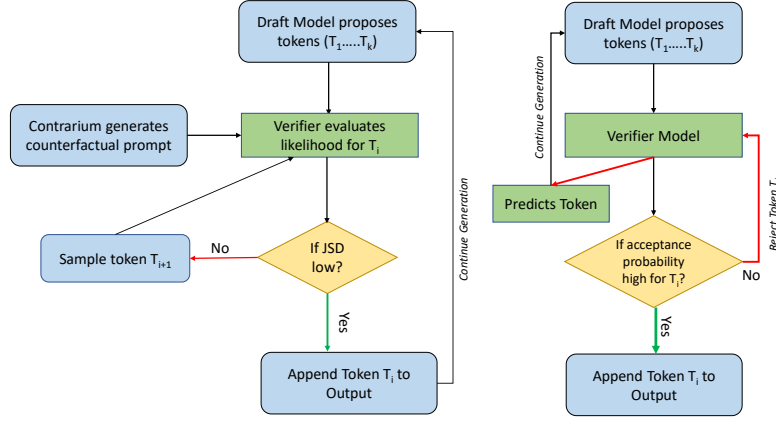 Draft Model proposes
tokens (T₁.....Tₖ)
Contrarium generates
counterfactual prompt
Verifier evaluates
likelihood for Tᵢ
Sample token Tᵢ₊₁
No
If JSD
low?
Yes
Append Token Tᵢ to
Output
Continue Generation
Draft Model proposes
tokens (T₁.....Tₖ)
Continue Generation
Verifier Model
Predicts Token
If acceptance
probability
high for Tᵢ?
No
Reject Token
Yes
Append Token Tᵢ to
Output